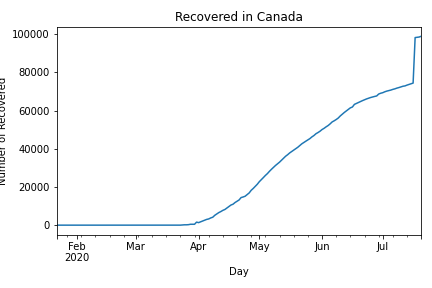 Recovered in Canada
Number of Recovered
100000
80000
60000
40000
20000
0
Feb
2020
Mar
Apr
May
Jun
Jul
Day